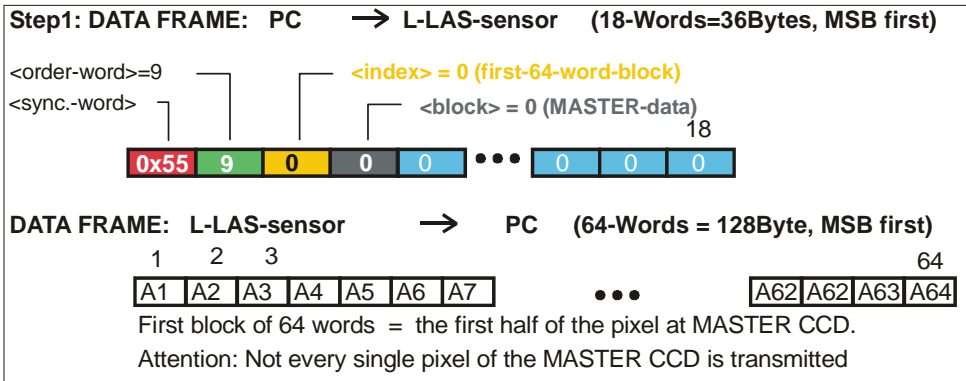 Step1: DATA FRAME: PC → L-LAS-sensor (18-Words=36Bytes, MSB first)
<order-word>=9 <index> = 0 (first-64-word-block)
<sync.-word> <block> = 0 (MASTER-data)
18
0x55 9 0 0 0 ••• 0 0 0
DATA FRAME: L-LAS-sensor → PC (64-Words = 128Byte, MSB first)
1 2 3 64
A1 A2 A3 A4 A5 A6 A7 ••• A62 A62 A63 A64
First block of 64 words = the first half of the pixel at MASTER CCD.
Attention: Not every single pixel of the MASTER CCD is transmitted